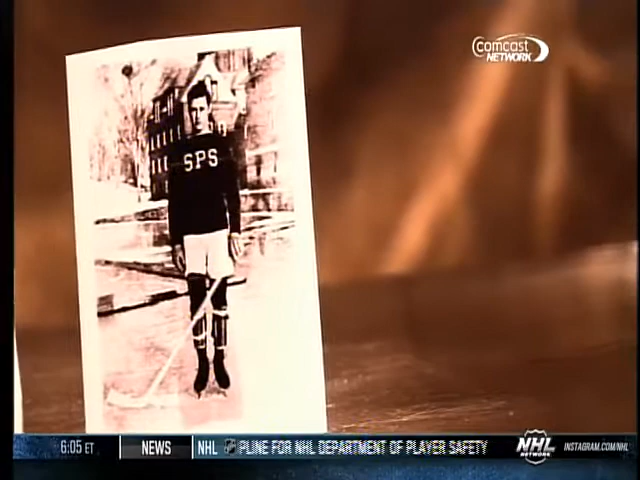 COMCAST
NETWORK
SPS
6:05 ET NEWS NHL PLINE FOR NHL DEPARTMENT OF PLAYER SAFETY NHL NETWORK INSTAGRAM.COM/NHL